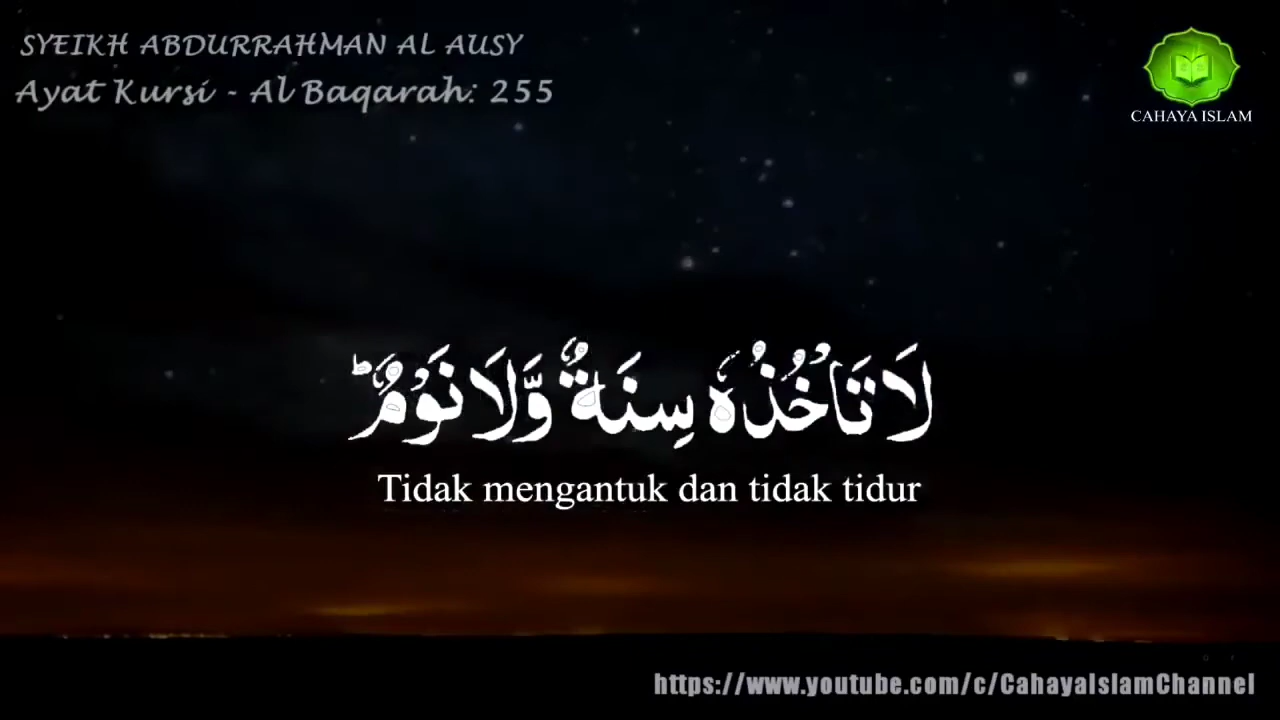 SYEIKH ABDURRAHMAN AL AUSY
Ayat Kursi - Al Baqarah: 255
CAHAYA ISLAM
لَا تَأْخُذُهٗ سِنَةٌ وَّلَا نَوْمٌ ؕ
Tidak mengantuk dan tidak tidur
https://www.youtube.com/c/CahayaIslamChannel